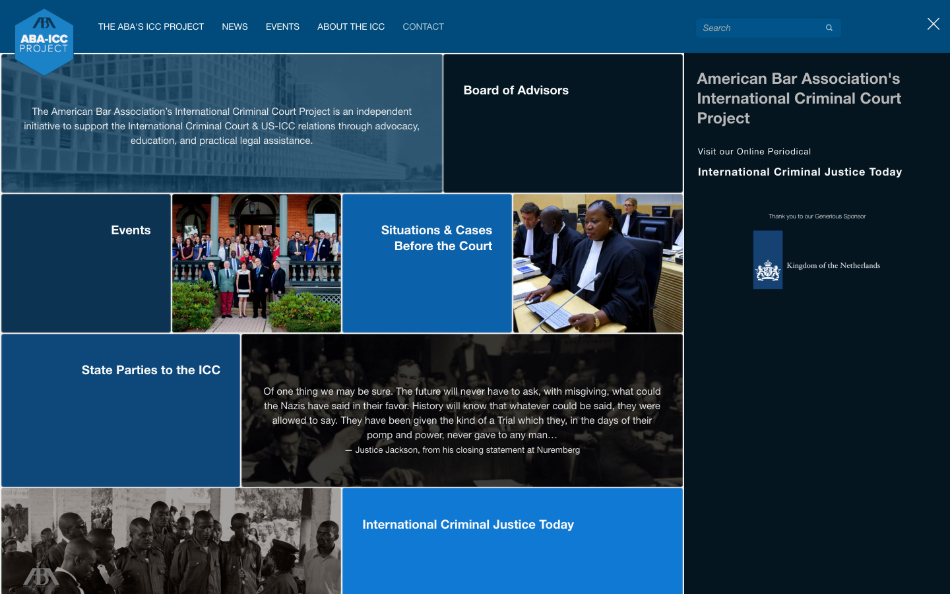 ABA
ABA-ICC
PROJECT
THE ABA'S ICC PROJECT
NEWS
EVENTS
ABOUT THE ICC
CONTACT
Search
The American Bar Association's International Criminal Court Project is an independent
initiative to support the International Criminal Court & US-ICC relations through advocacy,
education, and practical legal assistance.
Board of Advisors
American Bar Association's
International Criminal Court
Project
Visit our Online Periodical
International Criminal Justice Today
Thank you to our Generious Sponsor
Kingdom of the Netherlands
Events
Situations & Cases
Before the Court
State Parties to the ICC
Of one thing we may be sure. The future will never have to ask, with misgiving, what could
the Nazis have said in their favor. History will know that whatever could be said, they were
allowed to say. They have been given the kind of a Trial which they, in the days of their
pomp and power, never gave to any man…
— Justice Jackson, from his closing statement at Nuremberg
International Criminal Justice Today
ABA